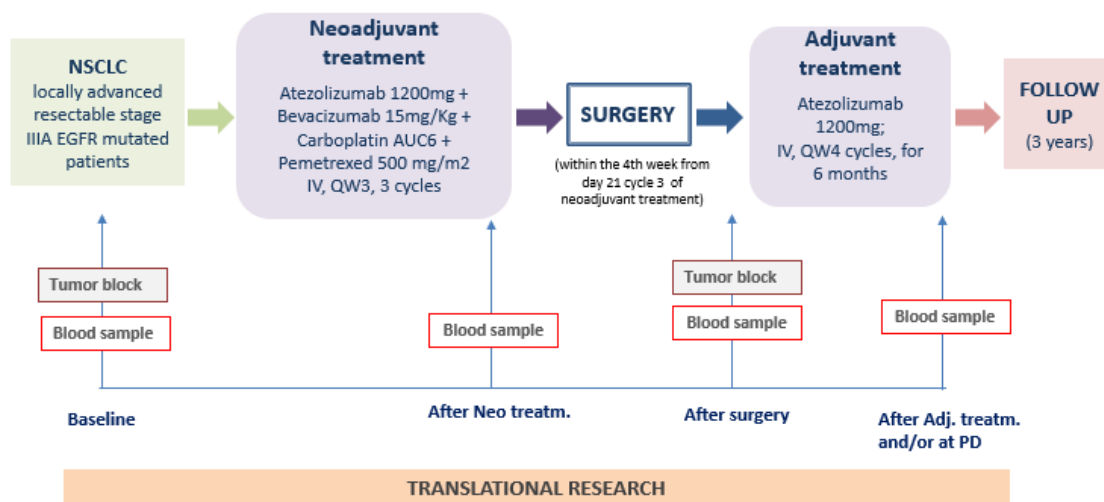 NSCLC
locally advanced
resectable stage
IIIA EGFR mutated
patients
Neoadjuvant
treatment
Atezolizumab 1200mg +
Bevacizumab 15mg/Kg +
Carboplatin AUC6 +
Pemetrexed 500 mg/m2
IV, QW3, 3 cycles
SURGERY
(within the 4th week from
day 21 cycle 3 of
neoadjuvant treatment)
Adjuvant
treatment
Atezolizumab
1200mg;
IV, QW4 cycles, for
6 months
FOLLOW
UP
(3 years)
Tumor block
Blood sample
Blood sample
Tumor block
Blood sample
Blood sample
Baseline
After Neo treatm.
After surgery
After Adj. treatm.
and/or at PD
TRANSLATIONAL RESEARCH